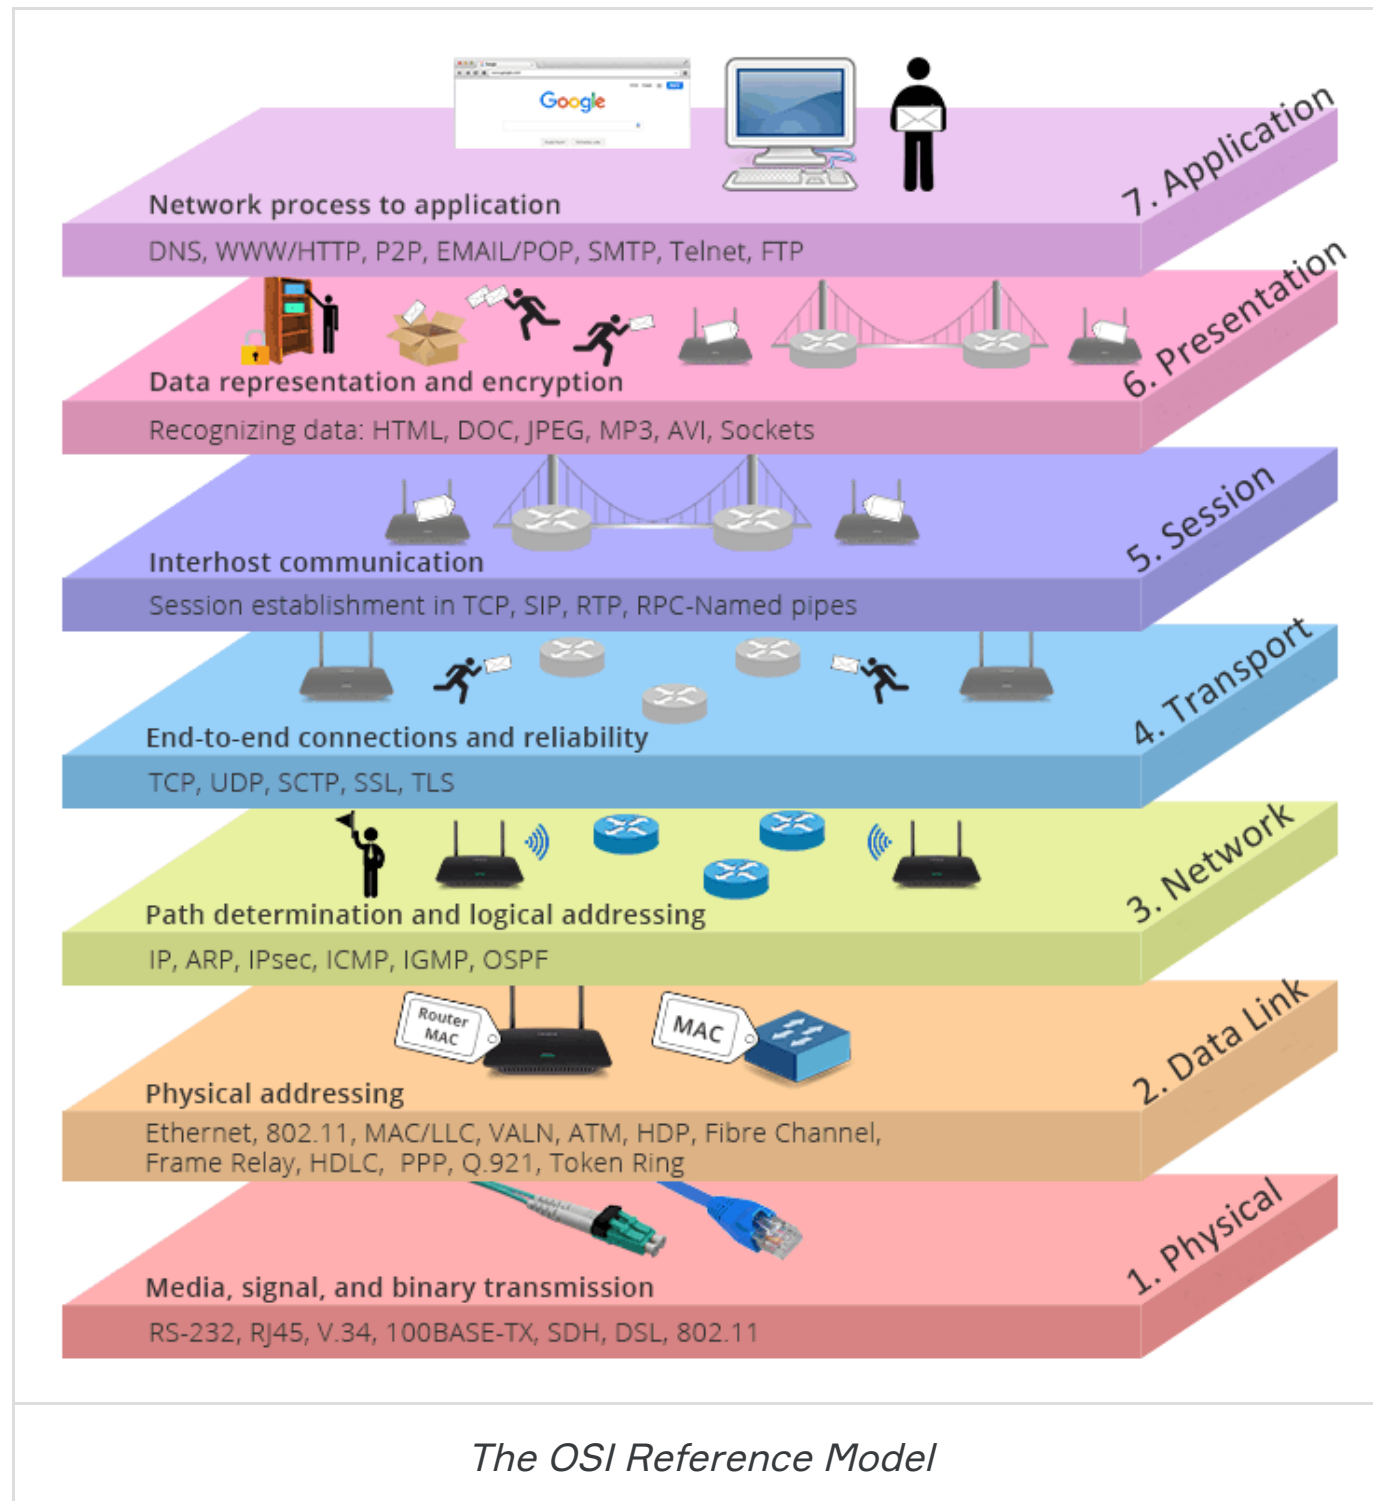 Google
7. Application
Network process to application
DNS, WWW/HTTP, P2P, EMAIL/POP, SMTP, Telnet, FTP
6. Presentation
Data representation and encryption
Recognizing data: HTML, DOC, JPEG, MP3, AVI, Sockets
5. Session
Interhost communication
Session establishment in TCP, SIP, RTP, RPC-Named pipes
4. Transport
End-to-end connections and reliability
TCP, UDP, SCTP, SSL, TLS
3. Network
Path determination and logical addressing
IP, ARP, IPsec, ICMP, IGMP, OSPF
Router
MAC
MAC
2. Data Link
Physical addressing
Ethernet, 802.11, MAC/LLC, VALN, ATM, HDP, Fibre Channel,
Frame Relay, HDLC, PPP, Q.921, Token Ring
1. Physical
Media, signal, and binary transmission
RS-232, RJ45, V.34, 100BASE-TX, SDH, DSL, 802.11
The OSI Reference Model